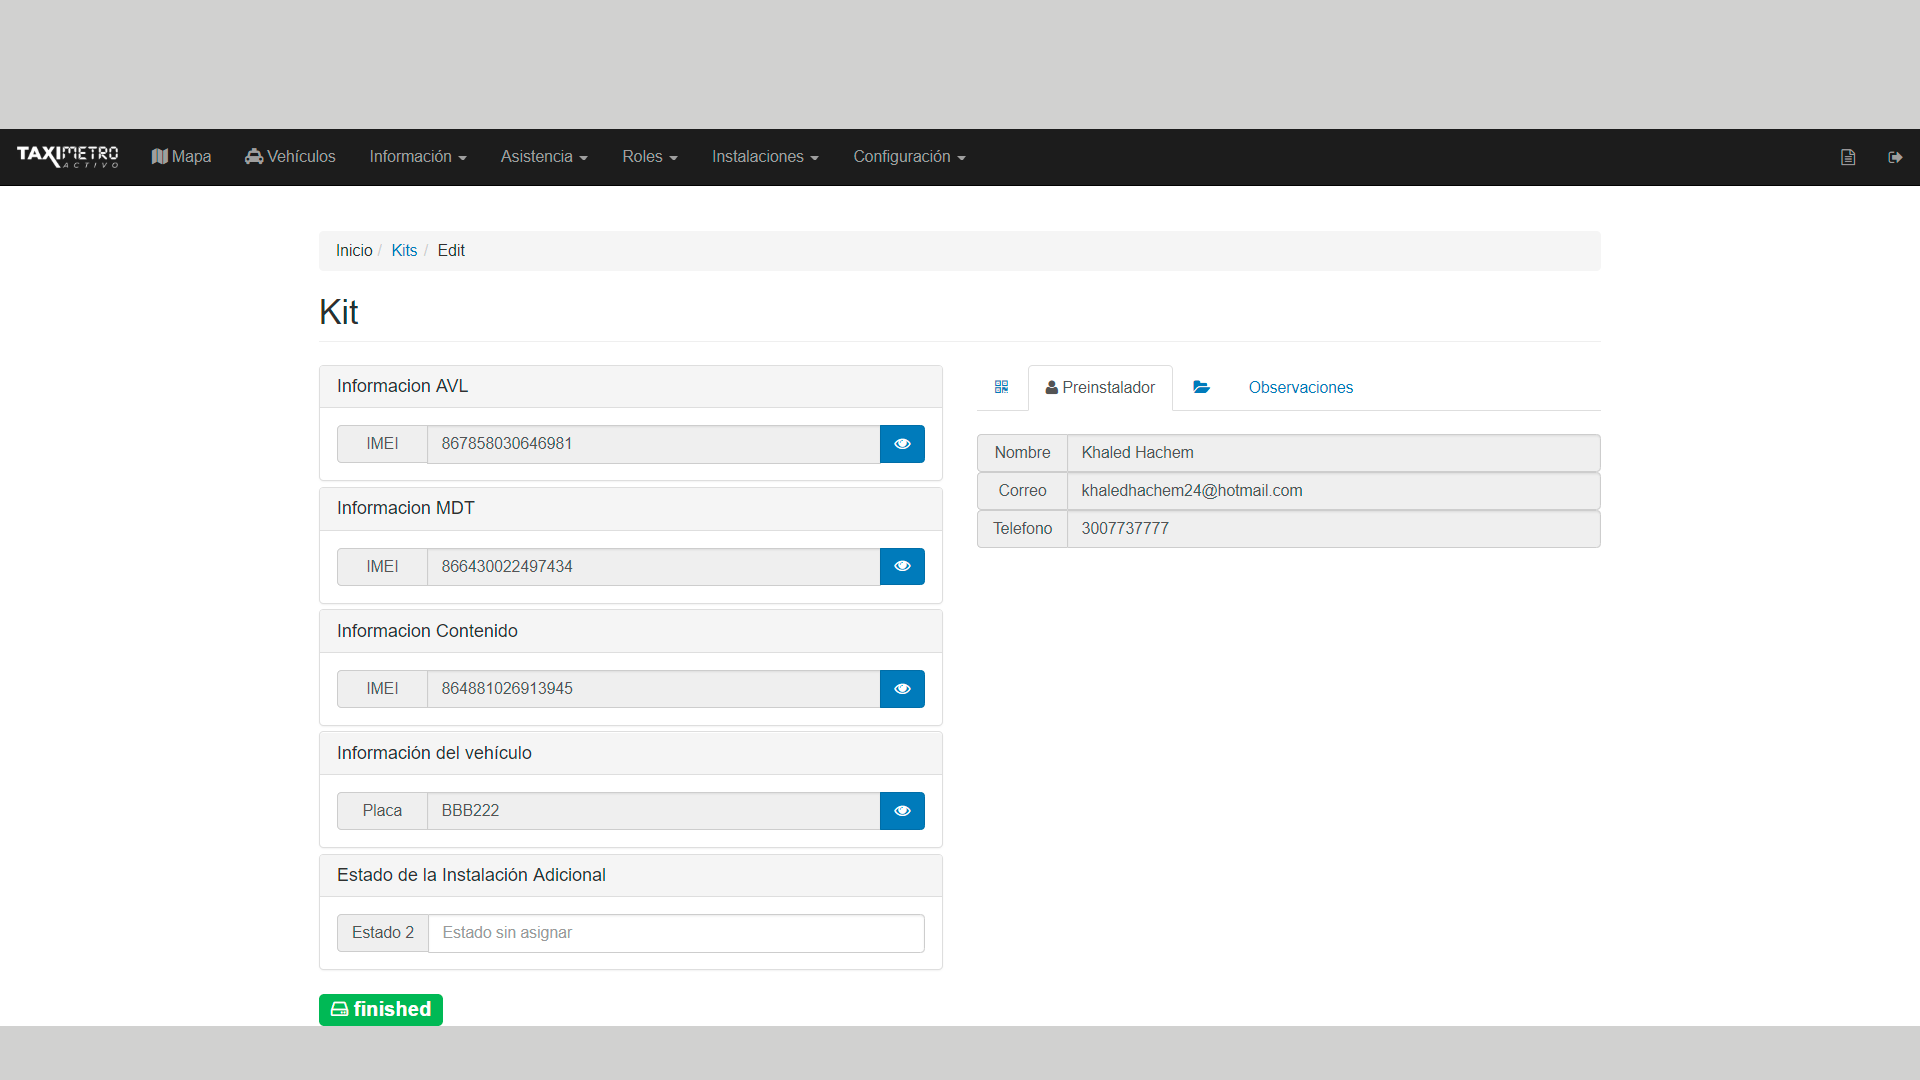 TAXIMETRO
ACTIVO
Mapa
Vehículos
Información
Asistencia
Roles
Instalaciones
Configuración
Inicio / Kits / Edit
Kit
Informacion AVL
IMEI 867858030646981
Informacion MDT
IMEI 866430022497434
Informacion Contenido
IMEI 864881026913945
Información del vehículo
Placa BBB222
Estado de la Instalación Adicional
Estado 2 Estado sin asignar
finished
Preinstalador
Observaciones
Nombre Khaled Hachem
Correo khaledhachem24@hotmail.com
Telefono 3007737777